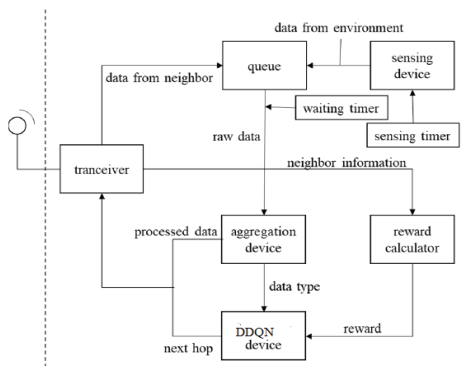 data from environment
queue
sensing
device
data from neighbor
waiting timer
raw data
sensing timer
tranceiver
neighbor information
processed data
aggregation
device
reward
calculator
data type
DDQN
device
reward
next hop